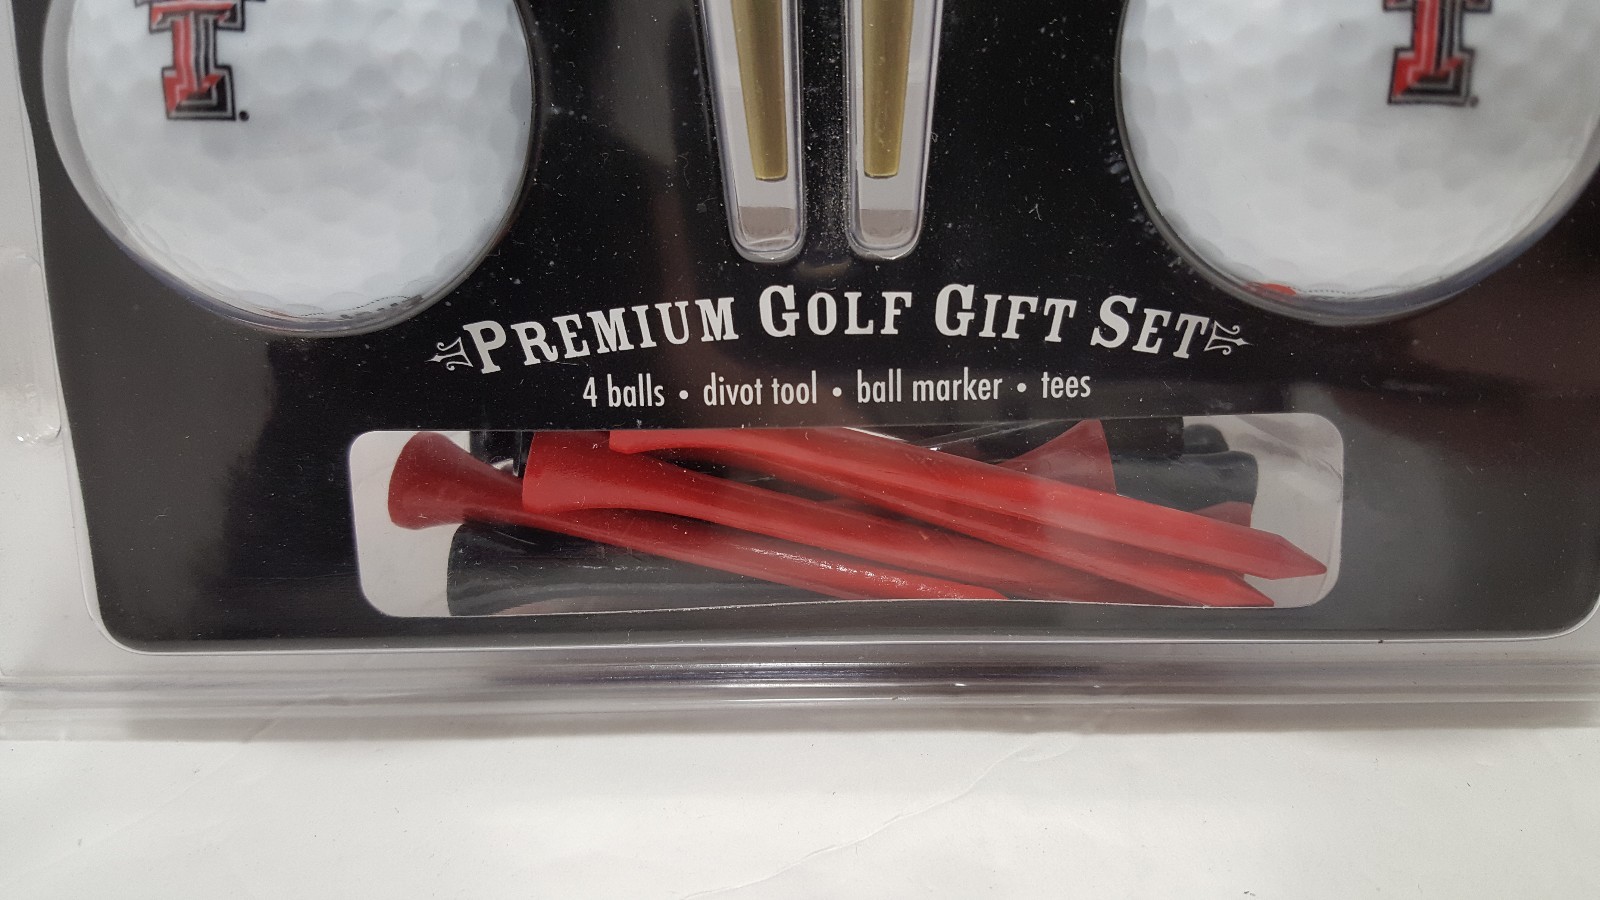 T
T
PREMIUM GOLF GIFT SET
4 balls • divot tool • ball marker • tees